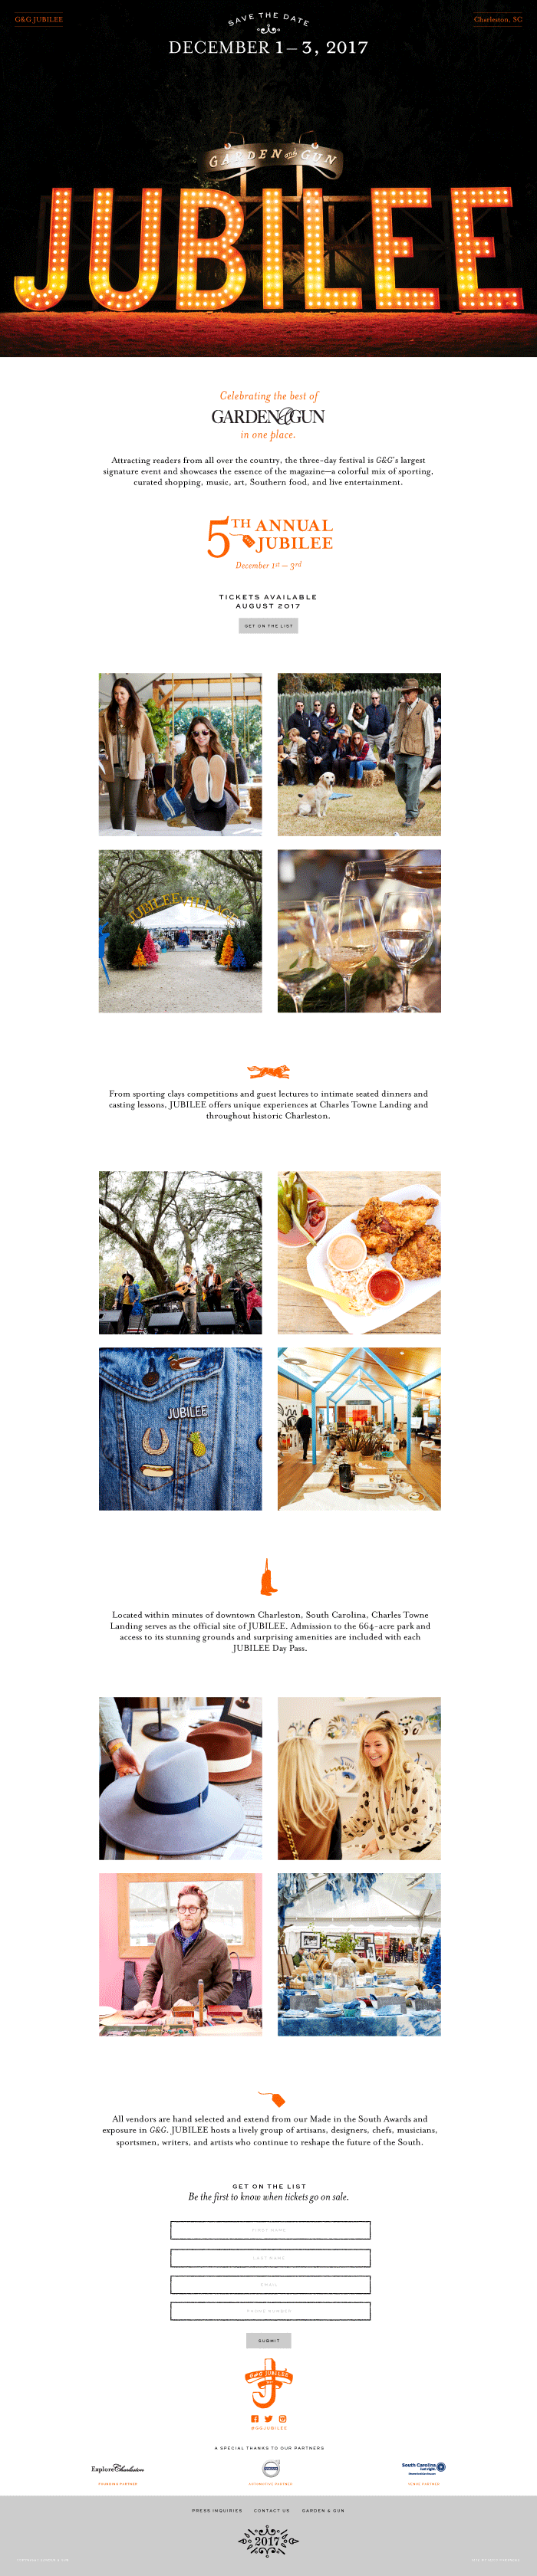 G&G JUBILEE
SAVE THE DATE
Charleston, SC
DECEMBER 1–3, 2017
GARDEN and GUN
JUBILEE
Celebrating the best of
GARDEN&GUN
in one place.
Attracting readers from all over the country, the three-day festival is G&G's largest
signature event and showcases the essence of the magazine—a colorful mix of sporting,
curated shopping, music, art, Southern food, and live entertainment.
5TH ANNUAL
JUBILEE
December 1st – 3rd
TICKETS AVAILABLE
AUGUST 2017
GET ON THE LIST
JUBILEE VILLAGE
From sporting clays competitions and guest lectures to intimate seated dinners and
casting lessons, JUBILEE offers unique experiences at Charles Towne Landing and
throughout historic Charleston.
JUBILEE
Located within minutes of downtown Charleston, South Carolina, Charles Towne
Landing serves as the official site of JUBILEE. Admission to the 664-acre park and
access to its stunning grounds and surprising amenities are included with each
JUBILEE Day Pass.
All vendors are hand selected and extend from our Made in the South Awards and
exposure in G&G. JUBILEE hosts a lively group of artisans, designers, chefs, musicians,
sportsmen, writers, and artists who continue to reshape the future of the South.
GET ON THE LIST
Be the first to know when tickets go on sale.
FIRST NAME
LAST NAME
EMAIL
PHONE NUMBER
SUBMIT
G&G JUBILEE
#GGJUBILEE
A SPECIAL THANKS TO OUR PARTNERS
Explore Charleston
South Carolina
Just right.
PRESS INQUIRIES CONTACT US GARDEN & GUN
2017